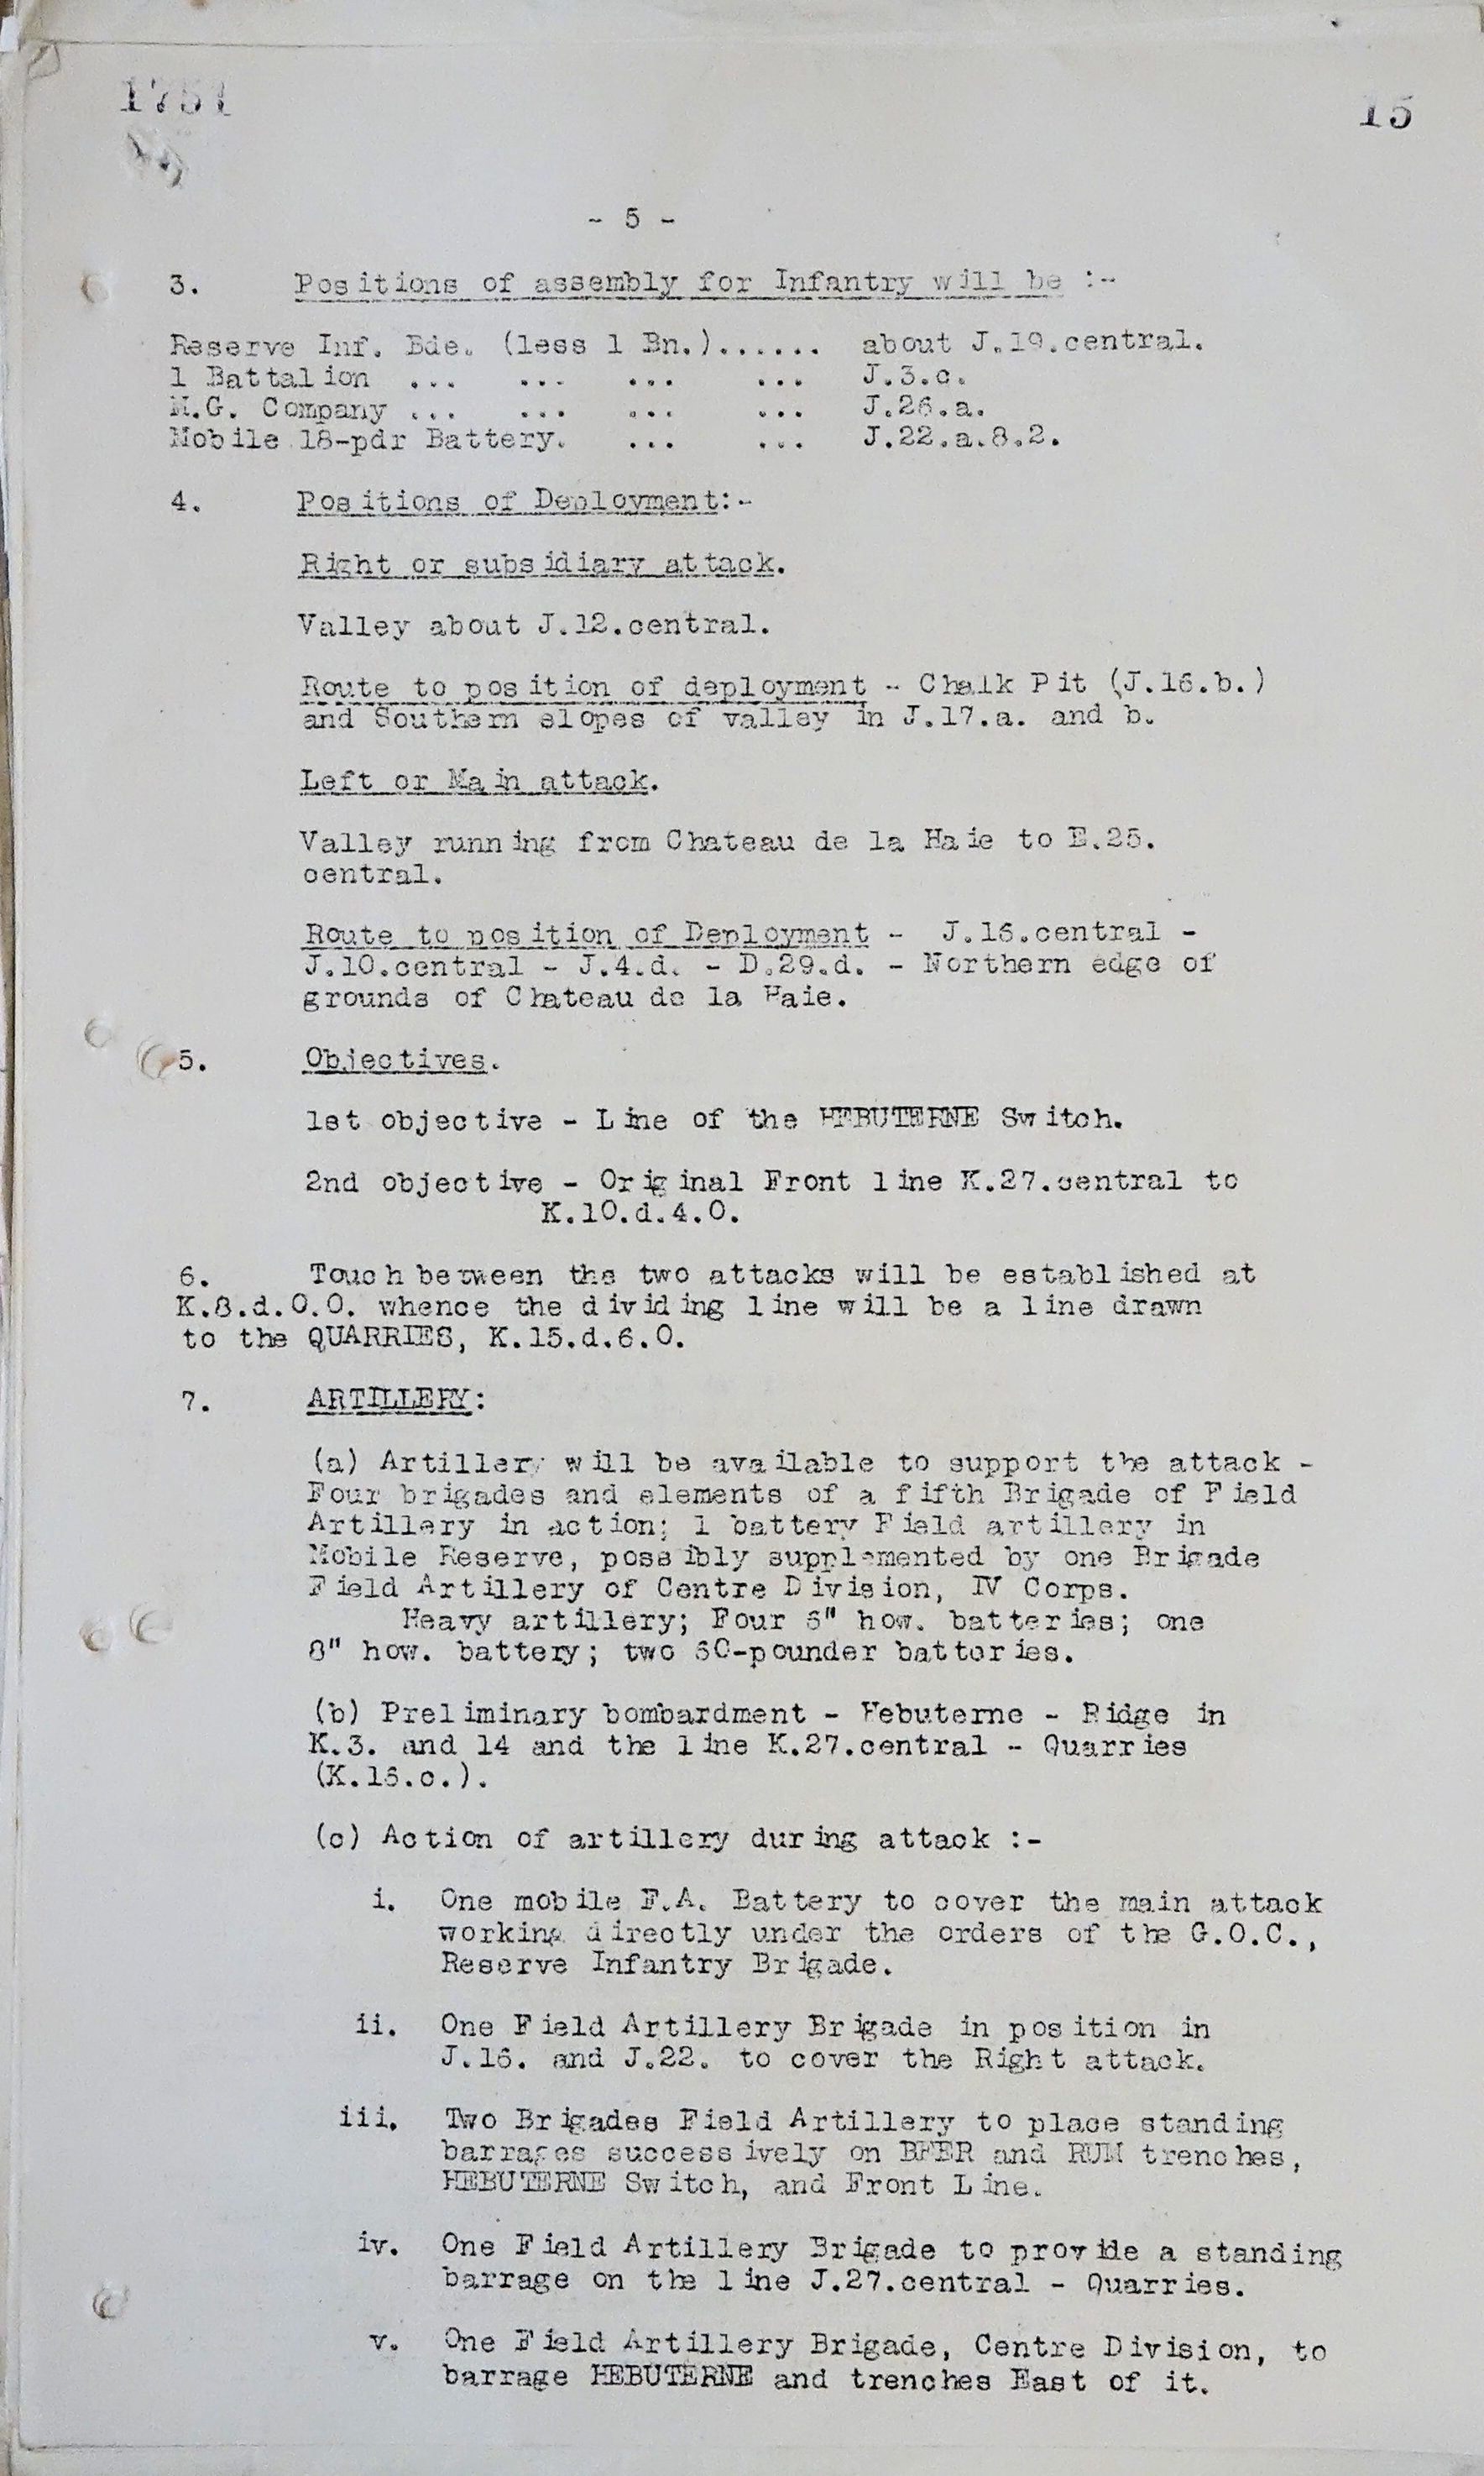 1751
15
- 5 -
3. Positions of assembly for Infantry will be :-
Reserve Inf. Bde. (less 1 Bn.)...... about J.19.central.
1 Battalion ... ... ... ... J.3.c.
M.G. Company ... ... ... ... J.26.a.
Mobile 18-pdr Battery. ... ... J.22.a.8.2.
4. Positions of Deployment:-
Right or subsidiary attack.
Valley about J.12.central.
Route to position of deployment - Chalk Pit (J.16.b.)
and Southern slopes of valley in J.17.a. and b.
Left or Main attack.
Valley running from Chateau de la Haie to E.25.
central.
Route to position of Deployment - J.16.central -
J.10.central - J.4.d. - D.29.d. - Northern edge of
grounds of Chateau de la Haie.
5. Objectives.
1st objective - Line of the HEBUTERNE Switch.
2nd objective - Original Front line K.27.central to
K.10.d.4.0.
6. Touch between the two attacks will be established at
K.8.d.0.0. whence the dividing line will be a line drawn
to the QUARRIES, K.15.d.6.0.
7. ARTILLERY:
(a) Artillery will be available to support the attack -
Four brigades and elements of a fifth Brigade of Field
Artillery in action; 1 battery Field artillery in
Mobile Reserve, possibly supplemented by one Brigade
Field Artillery of Centre Division, IV Corps.
Heavy artillery; Four 6" how. batteries; one
8" how. battery; two 60-pounder batteries.
(b) Preliminary bombardment - Hebuterne - Ridge in
K.3. and 14 and the line K.27.central - Quarries
(K.16.c.).
(c) Action of artillery during attack :-
i. One mobile F.A. Battery to cover the main attack
working directly under the orders of the G.O.C.,
Reserve Infantry Brigade.
ii. One Field Artillery Brigade in position in
J.16. and J.22. to cover the Right attack.
iii. Two Brigades Field Artillery to place standing
barrages successively on BEER and RUM trenches,
HEBUTERNE Switch, and Front Line.
iv. One Field Artillery Brigade to provide a standing
barrage on the line J.27.central - Quarries.
v. One Field Artillery Brigade, Centre Division, to
barrage HEBUTERNE and trenches East of it.